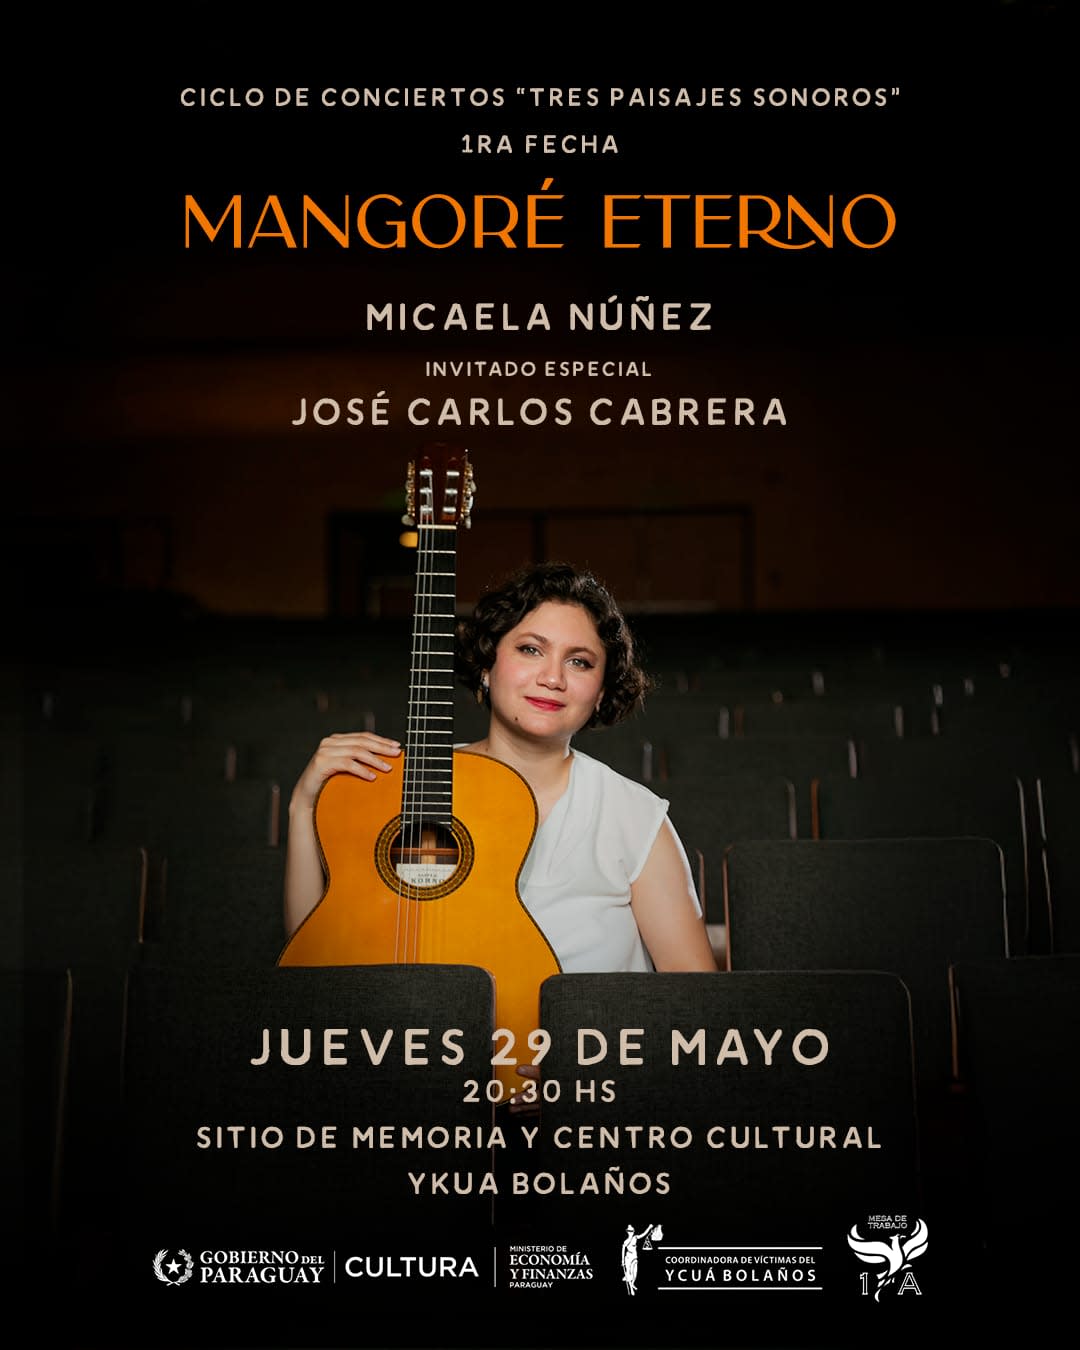 CICLO DE CONCIERTOS “TRES PAISAJES SONOROS”
1RA FECHA
MANGORÉ ETERNO
MICAELA NÚÑEZ
INVITADO ESPECIAL
JOSÉ CARLOS CABRERA
JUEVES 29 DE MAYO
20:30 HS
SITIO DE MEMORIA Y CENTRO CULTURAL
YKUA BOLAÑOS
GOBIERNO DEL
PARAGUAY
CULTURA
MINISTERIO DE
ECONOMÍA
Y FINANZAS
PARAGUAY
COORDINADORA DE VÍCTIMAS DEL
YCUÁ BOLAÑOS
MESA DE
TRABAJO
1 A